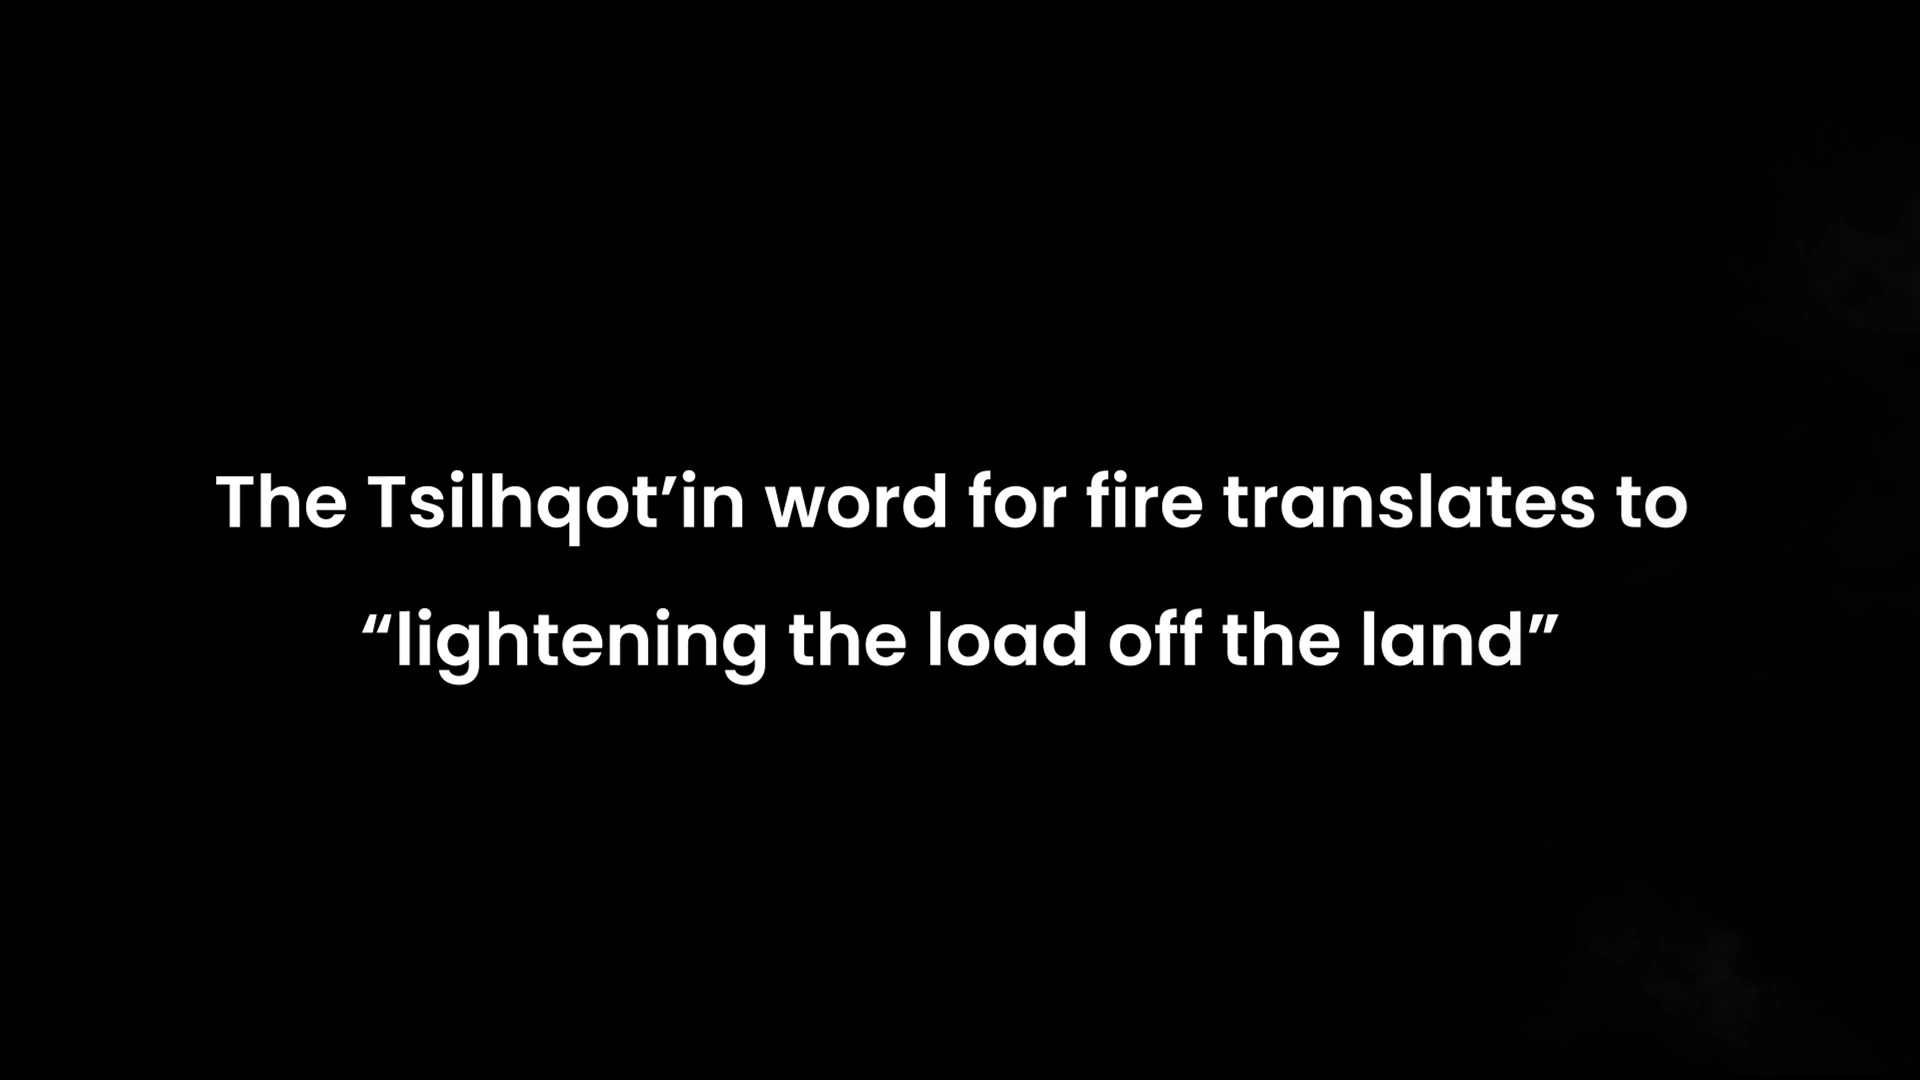 The Tsilhqot’in word for fire translates to
“lightening the load off the land”